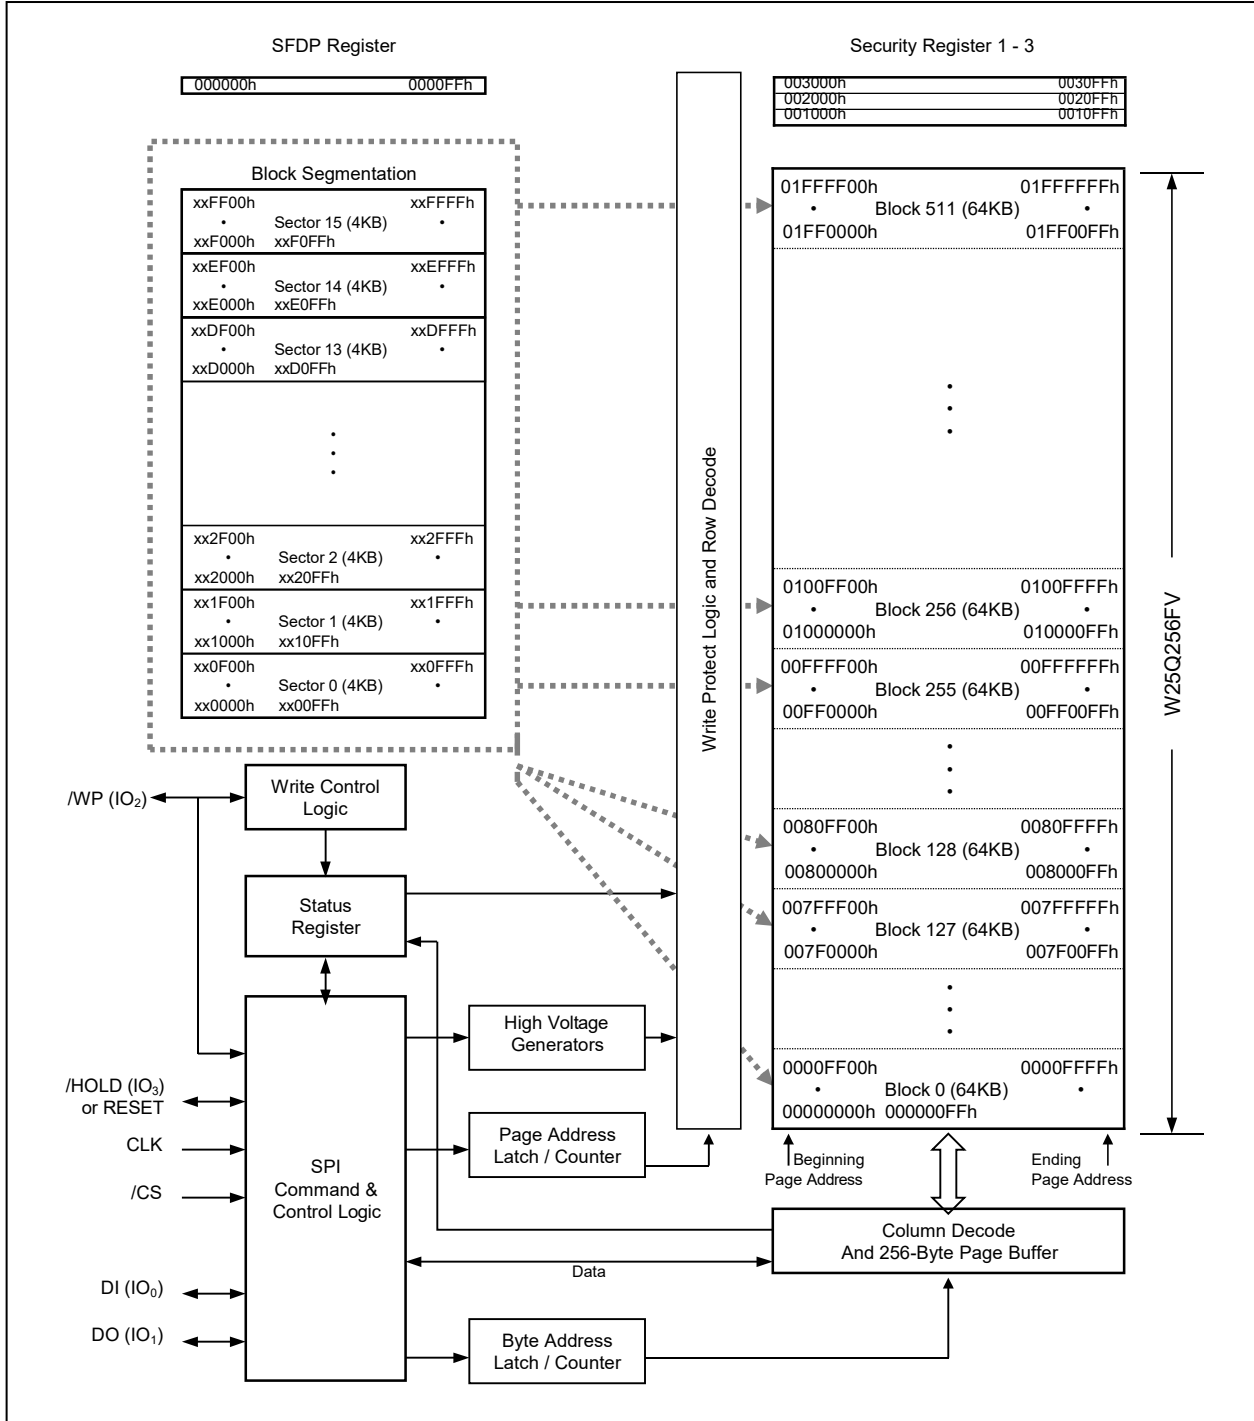 SFDP Register
000000h 0000FFh
Security Register 1 - 3
003000h 0030FFh
002000h 0020FFh
001000h 0010FFh
Block Segmentation
xxFF00h xxFFFFh
• Sector 15 (4KB) •
xxF000h xxF0FFh
xxEF00h xxEFFFh
• Sector 14 (4KB) •
xxE000h xxE0FFh
xxDF00h xxDFFFh
• Sector 13 (4KB) •
xxD000h xxD0FFh
xx2F00h xx2FFFh
• Sector 2 (4KB) •
xx2000h xx20FFh
xx1F00h xx1FFFh
• Sector 1 (4KB) •
xx1000h xx10FFh
xx0F00h xx0FFFh
• Sector 0 (4KB) •
xx0000h xx00FFh
Write Protect Logic and Row Decode
01FFFF00h 01FFFFFFh
• Block 511 (64KB) •
01FF0000h 01FF00FFh
0100FF00h 0100FFFFh
• Block 256 (64KB) •
01000000h 010000FFh
00FFFF00h 00FFFFFFh
• Block 255 (64KB) •
00FF0000h 00FF00FFh
0080FF00h 0080FFFFh
• Block 128 (64KB) •
00800000h 008000FFh
007FFF00h 007FFFFFh
• Block 127 (64KB) •
007F0000h 007F00FFh
0000FF00h 0000FFFFh
• Block 0 (64KB) •
00000000h 000000FFh
W25Q256FV
Beginning
Page Address
Ending
Page Address
/WP (IO₂)
Write Control
Logic
Status
Register
High Voltage
Generators
/HOLD (IO₃)
or RESET
CLK
/CS
Page Address
Latch / Counter
SPI
Command &
Control Logic
Column Decode
And 256-Byte Page Buffer
Data
DI (IO₀)
DO (IO₁)
Byte Address
Latch / Counter